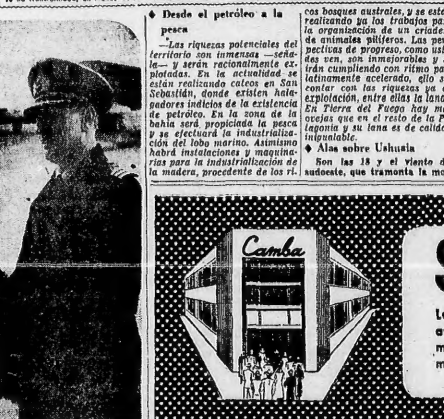 ♦ Desde el petróleo a la
pesca
—Las riquezas potenciales del
territorio son inmensas —seña-
la— y serán racionalmente ex-
plotadas. En la actualidad se
están realizando cateos en San
Sebastián, donde existen hala-
gadores indicios de la existencia
de petróleo. En la zona de la
bahía será propiciada la pesca
y se efectuará la industrializa-
ción del lobo marino. Asimismo
habrá instalaciones y maquina-
rias para la industrialización de
la madera, procedente de los ri-
cos bosques australes, y se está
realizando ya los trabajos par
la organización de un criade
de animales pilíferos. Las per
pectivas de progreso, como uste
des ven, son inmejorables y s
irán cumpliendo con ritmo pa
latinamente acelerado, ello s
contar con las riquezas ya e
explotación, entre ellas la lana
En Tierra del Fuego hay m
ovejas que en el resto de la P
tagonia y su lana es de calida
inigualable.
♦ Alas sobre Ushuaia
Son las 18 y el viento d
sudoeste, que tramonta la mo
Camba
S
L
a
m
m